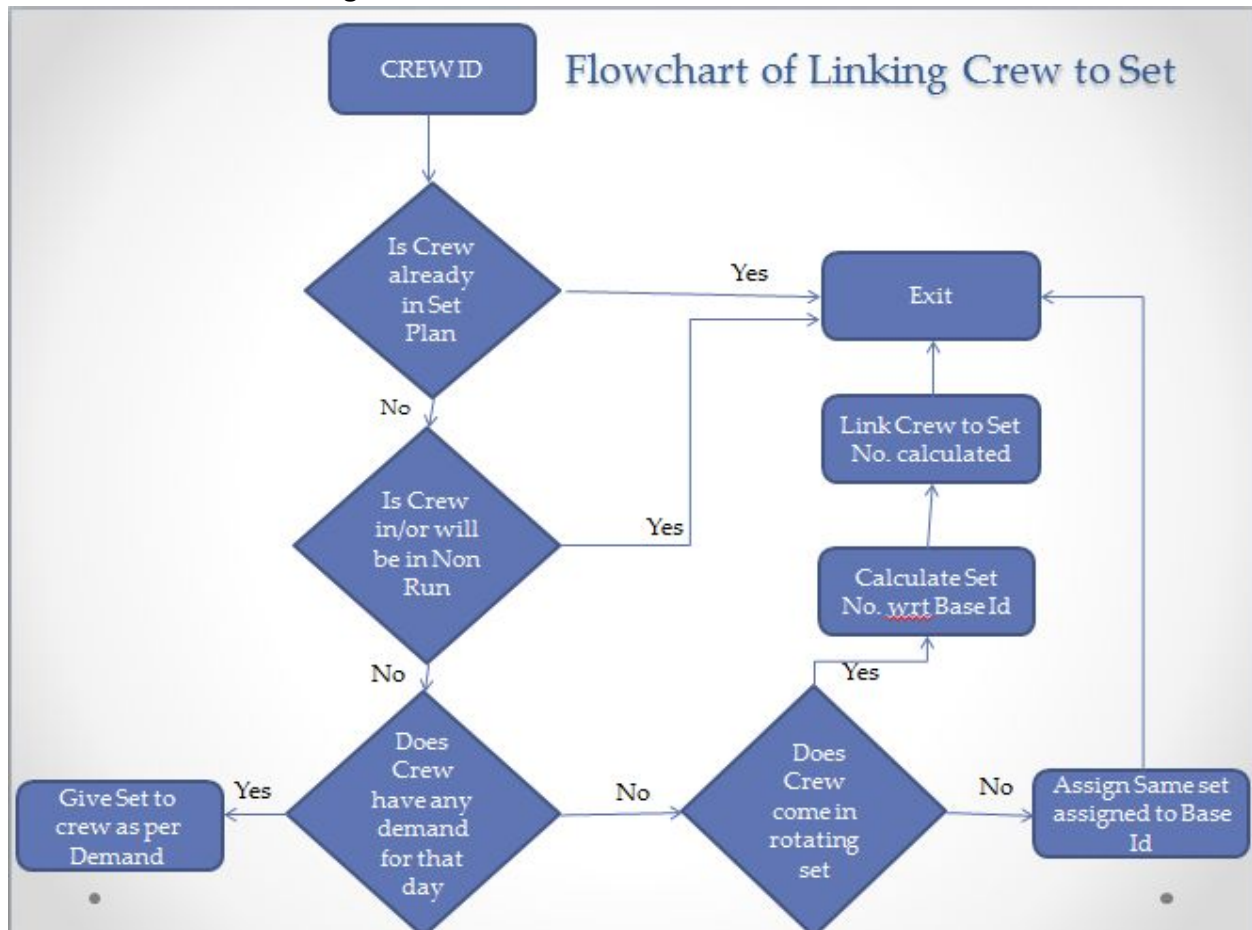 CREW ID
Flowchart of Linking Crew to Set
Is Crew
already
in Set
Plan
Yes
Exit
No
Link Crew to Set
No. calculated
Is Crew
in/or will
be in Non
Run
Yes
Calculate Set
No. wrt Base Id
No
Yes
Does
Crew
have any
demand
for that
day
Yes
Give Set to
crew as per
Demand
No
Does
Crew
come in
rotating
set
No
Assign Same set
assigned to Base
Id